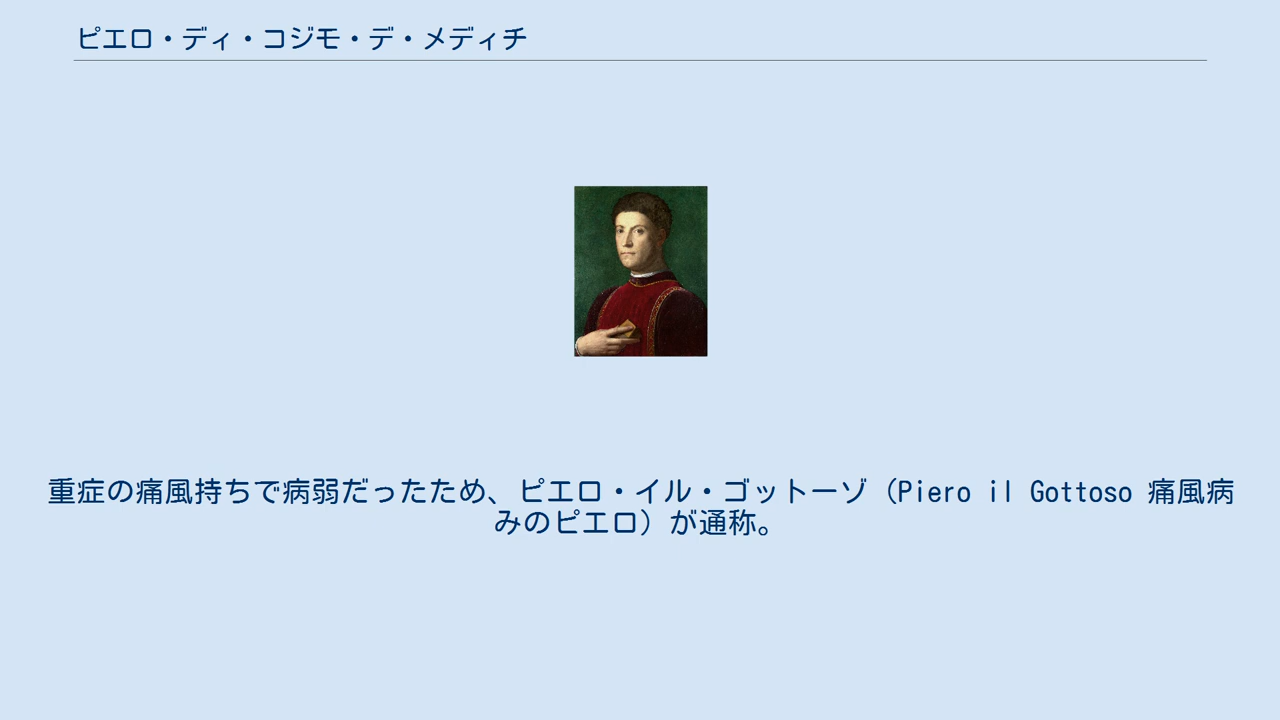 ピエロ・ディ・コジモ・デ・メディチ
重症の痛風持ちで病弱だったため、ピエロ・イル・ゴットーゾ（Piero il Gottoso 痛風病
みのピエロ）が通称。